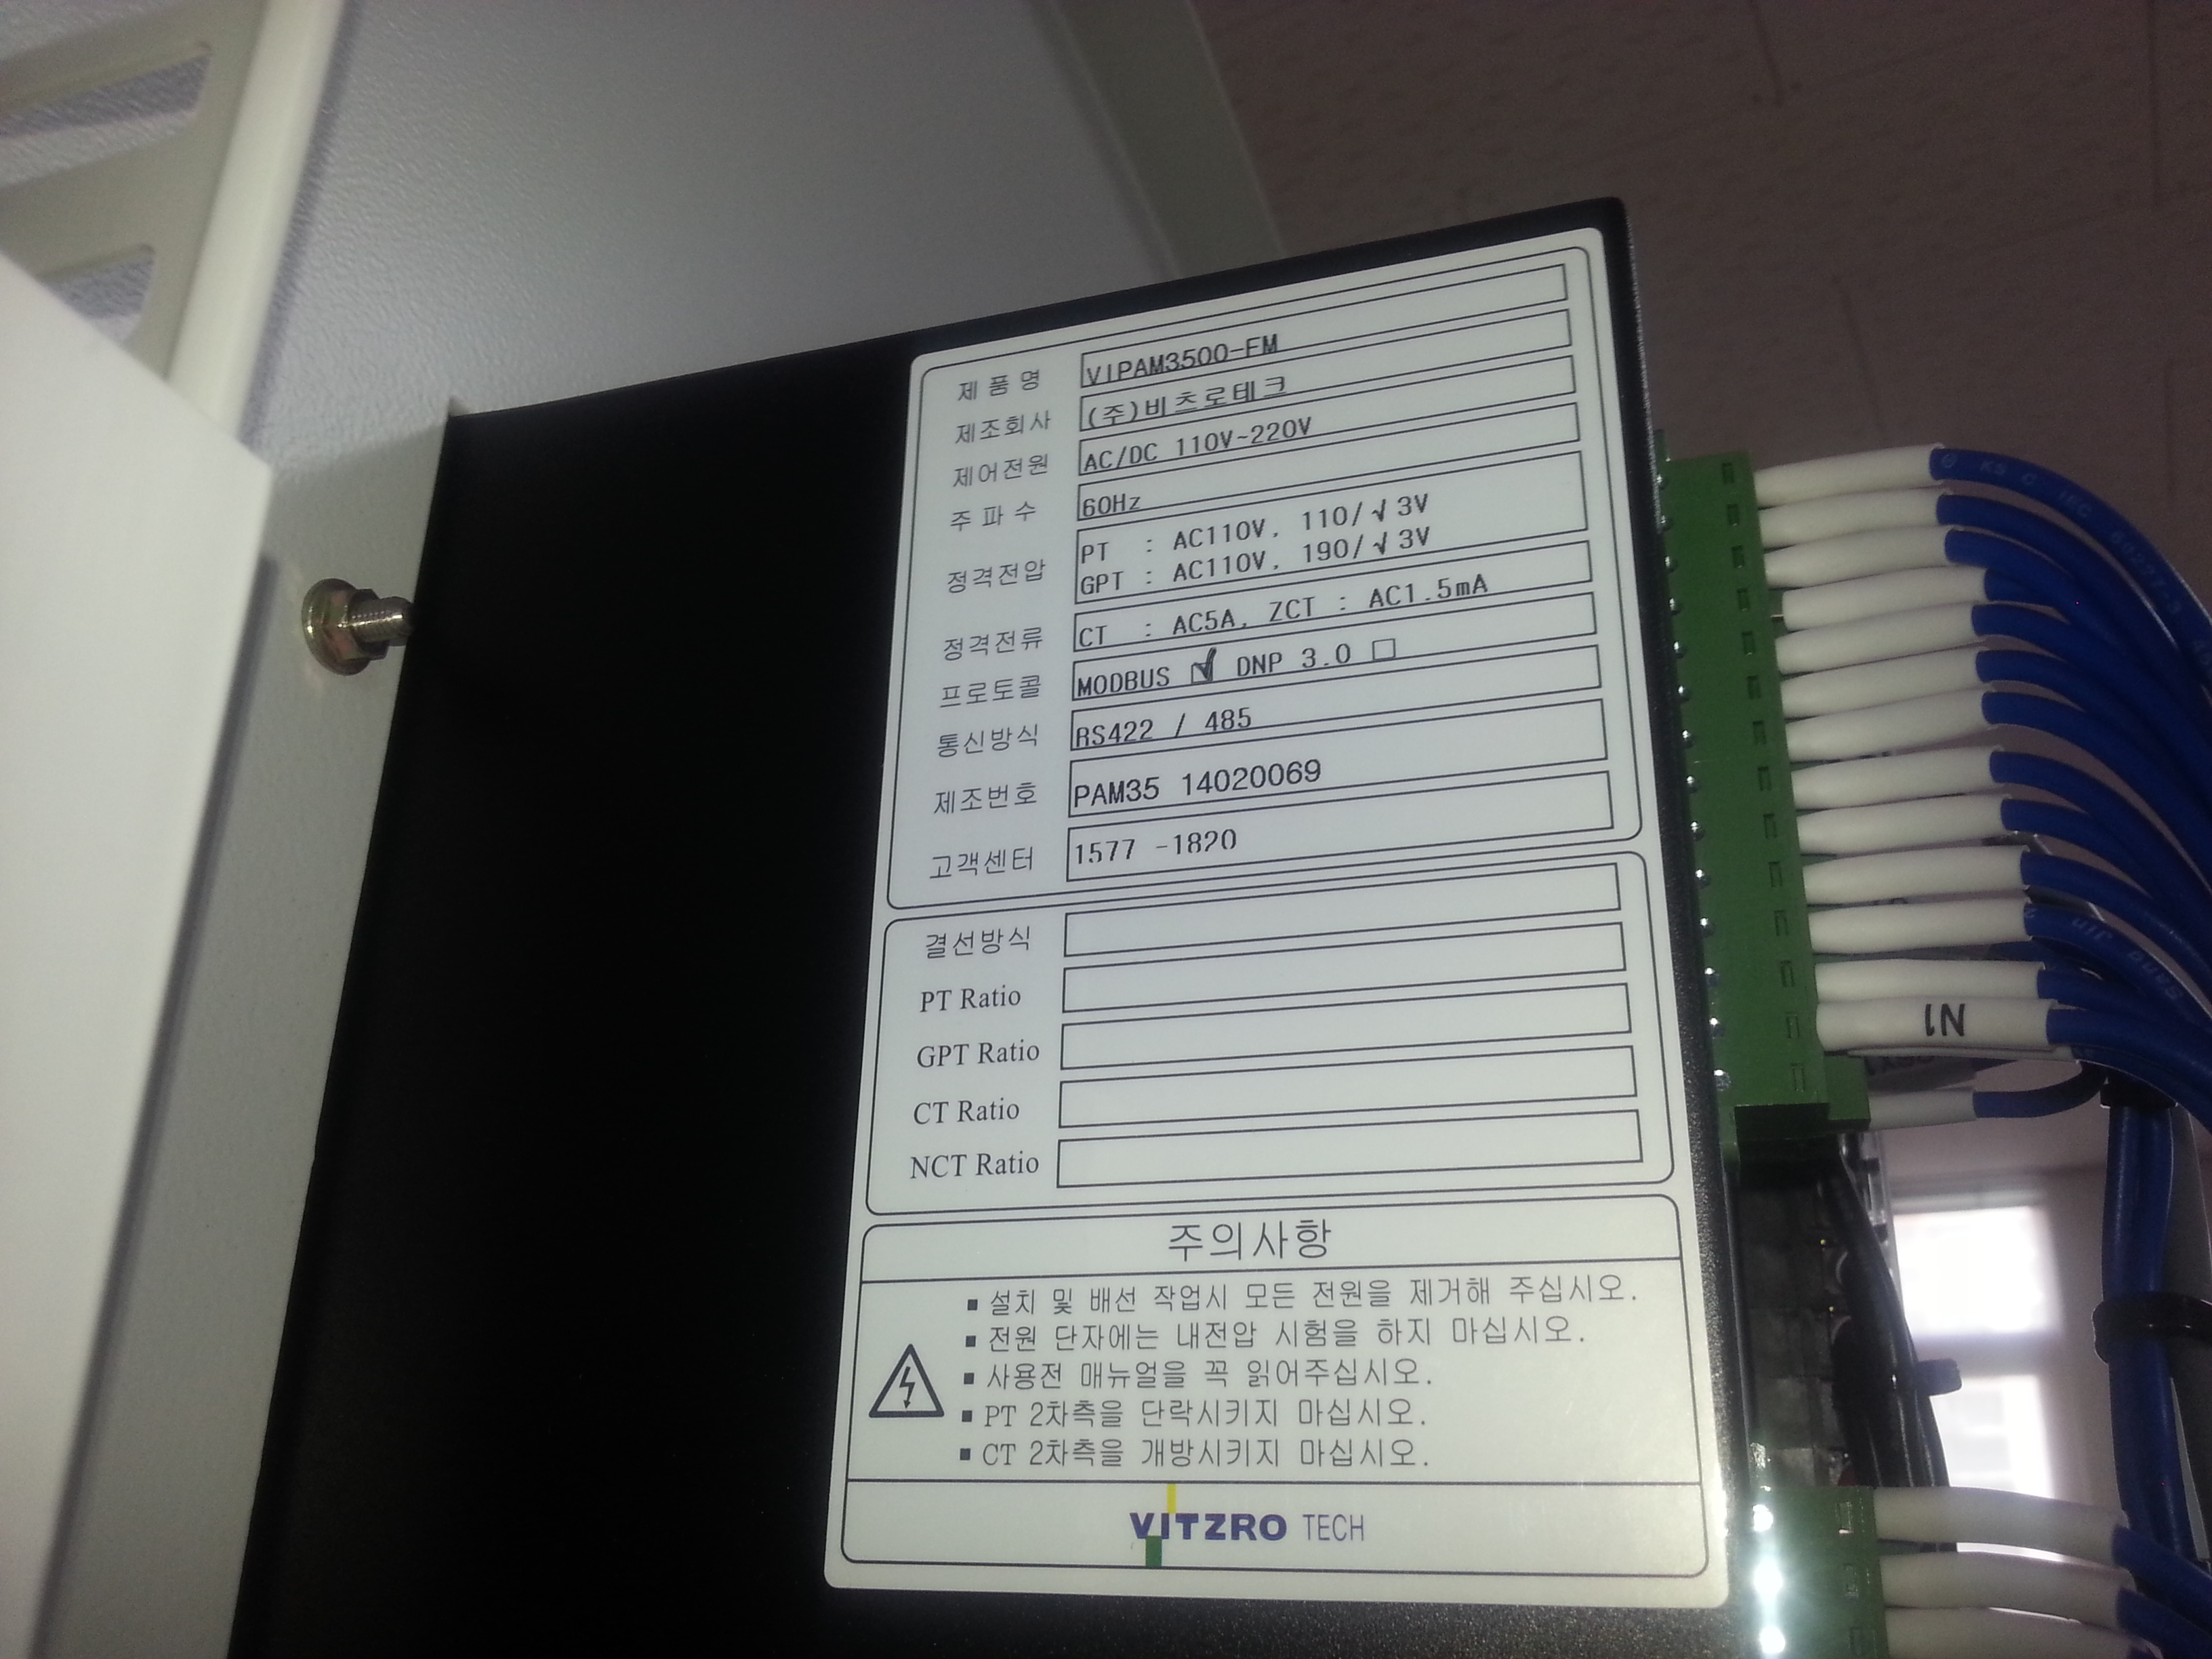 제 품 명 VIPAM3500-FM
제조회사 (주)비츠로테크
제어전원 AC/DC 110V~220V
주 파 수 60Hz
정격전압 PT : AC110V, 110/√3V
GPT : AC110V, 190/√3V
정격전류 CT : AC5A, ZCT : AC1.5mA
프로토콜 MODBUS ☑ DNP 3.0 □
통신방식 RS422 / 485
제조번호 PAM35 14020069
고객센터 1577 -1820
결선방식
PT Ratio
GPT Ratio
CT Ratio
NCT Ratio
주의사항
▪ 설치 및 배선 작업시 모든 전원을 제거해 주십시오.
▪ 전원 단자에는 내전압 시험을 하지 마십시오.
▪ 사용전 매뉴얼을 꼭 읽어주십시오.
▪ PT 2차측을 단락시키지 마십시오.
▪ CT 2차측을 개방시키지 마십시오.
VITZRO TECH
KS C IEC 60227-3
N1